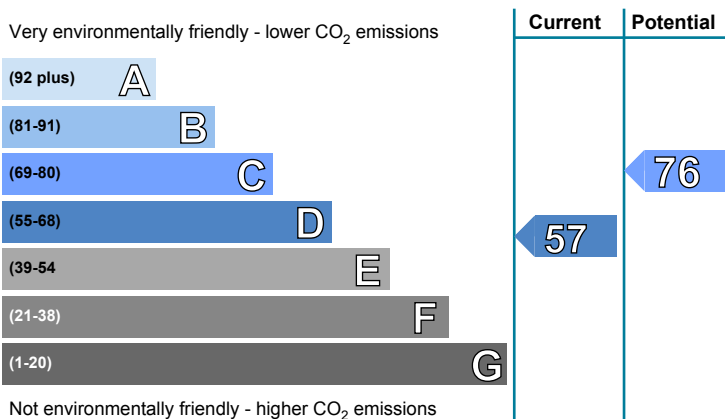 Very environmentally friendly - lower CO2 emissions
Current
Potential
(92 plus) A
(81-91) B
(69-80) C
76
(55-68) D
57
(39-54 E
(21-38) F
(1-20) G
Not environmentally friendly - higher CO2 emissions